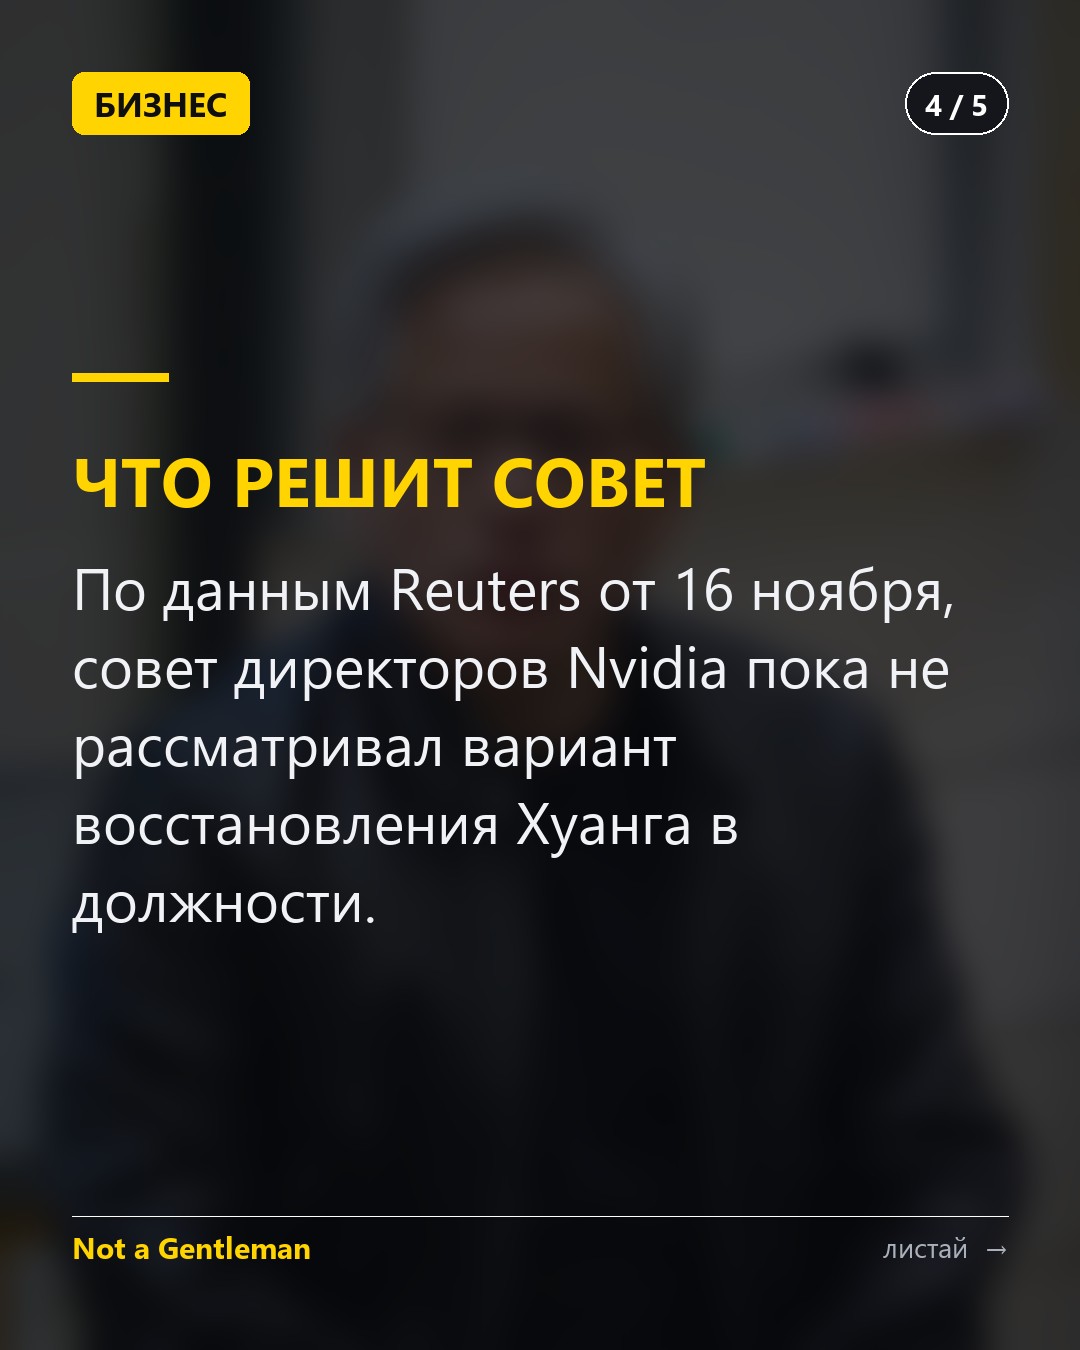 БИЗНЕС
4 / 5
ЧТО РЕШИТ СОВЕТ
По данным Reuters от 16 ноября,
совет директоров Nvidia пока не
рассматривал вариант
восстановления Хуанга в
должности.
Not a Gentleman
листай →